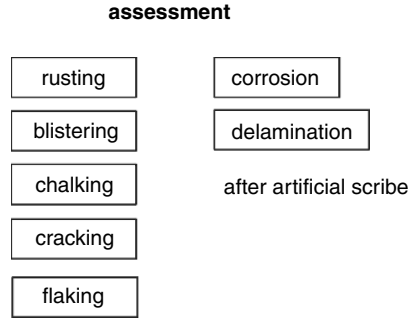 assessment
rusting
blistering
chalking
cracking
flaking
corrosion
delamination
after artificial scribe